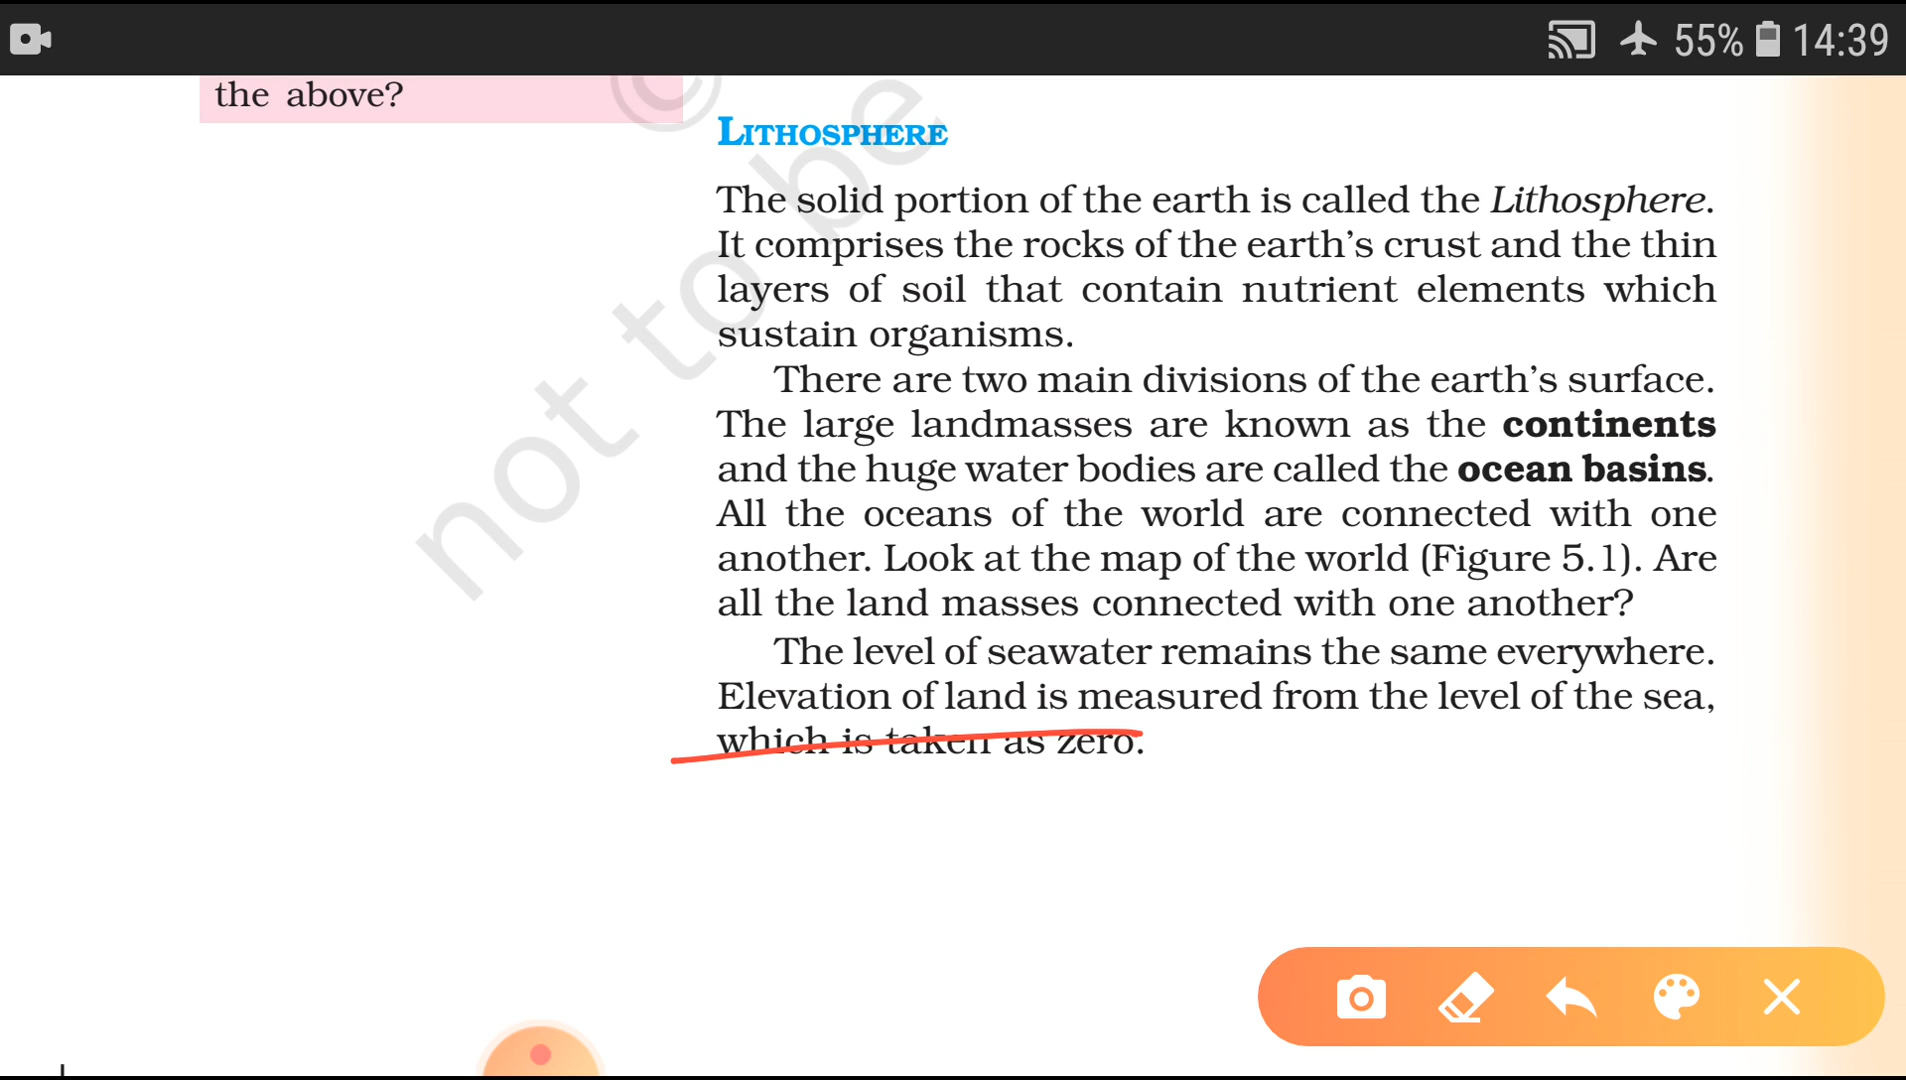 55% 14:39
the above?
LITHOSPHERE
The solid portion of the earth is called the Lithosphere.
It comprises the rocks of the earth's crust and the thin
layers of soil that contain nutrient elements which
sustain organisms.
There are two main divisions of the earth's surface.
The large landmasses are known as the continents
and the huge water bodies are called the ocean basins.
All the oceans of the world are connected with one
another. Look at the map of the world (Figure 5.1). Are
all the land masses connected with one another?
The level of seawater remains the same everywhere.
Elevation of land is measured from the level of the sea,
which is taken as zero.
© not to be